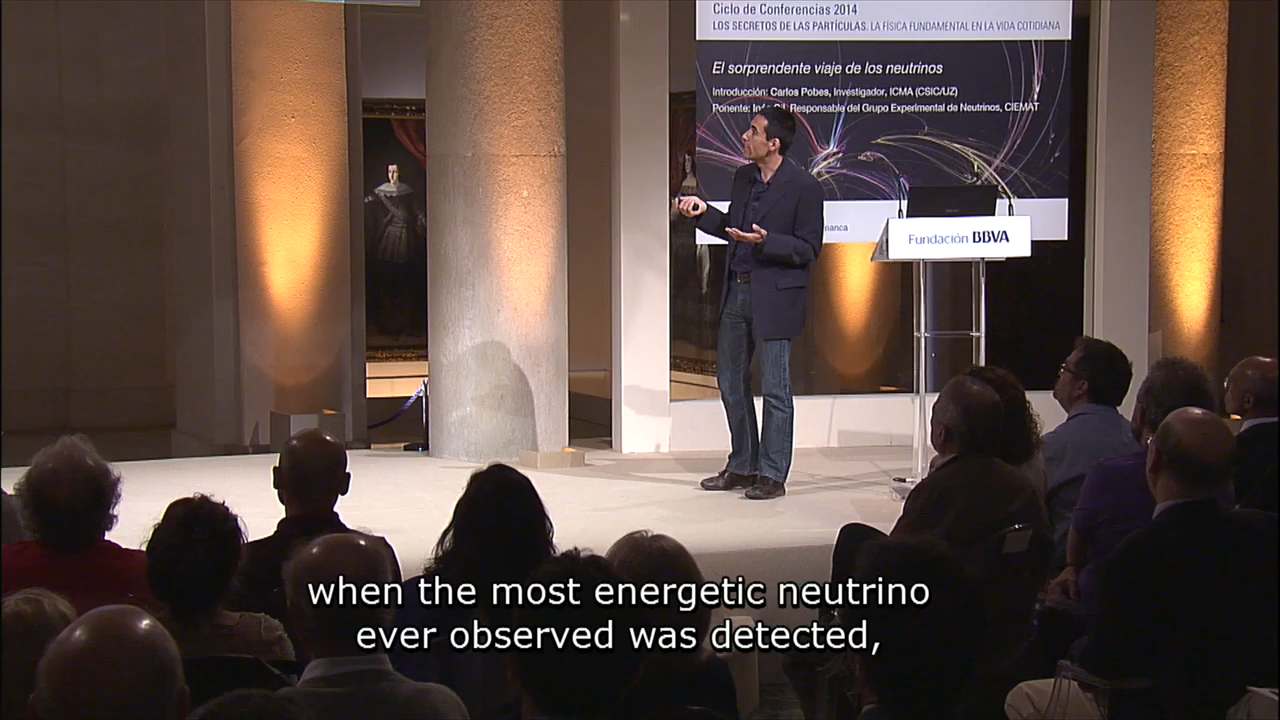 Ciclo de Conferencias 2014
LOS SECRETOS DE LAS PARTÍCULAS. LA FÍSICA FUNDAMENTAL EN LA VIDA COTIDIANA
El sorprendente viaje de los neutrinos
Introducción: Carlos Pobes, Investigador, ICMA (CSIC/UZ)
Ponente: Responsable del Grupo Experimental de Neutrinos, CIEMAT
Fundación BBVA
when the most energetic neutrino
ever observed was detected,